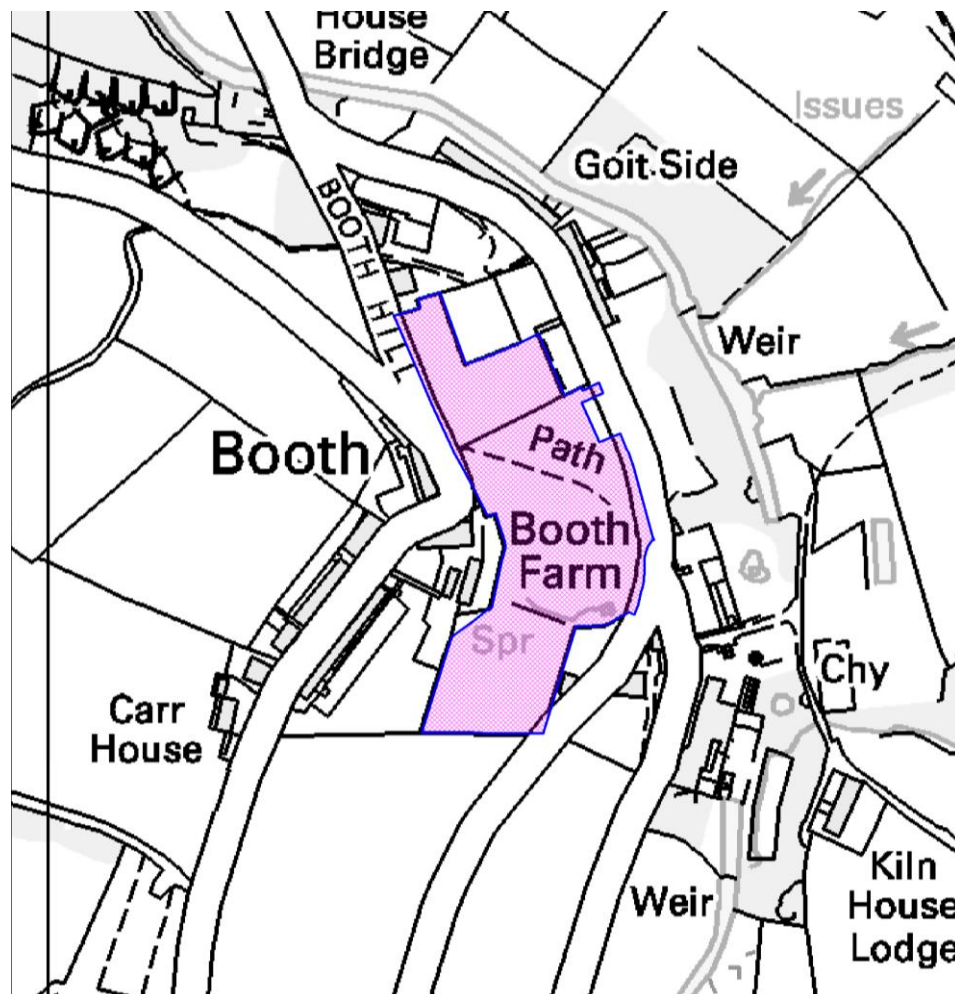 House
Bridge
Issues
Goit Side
BOOTH HILL
Weir
Path
Booth
Booth
Farm
Spr
Chy
Carr
House
Kiln
House
Lodge
Weir